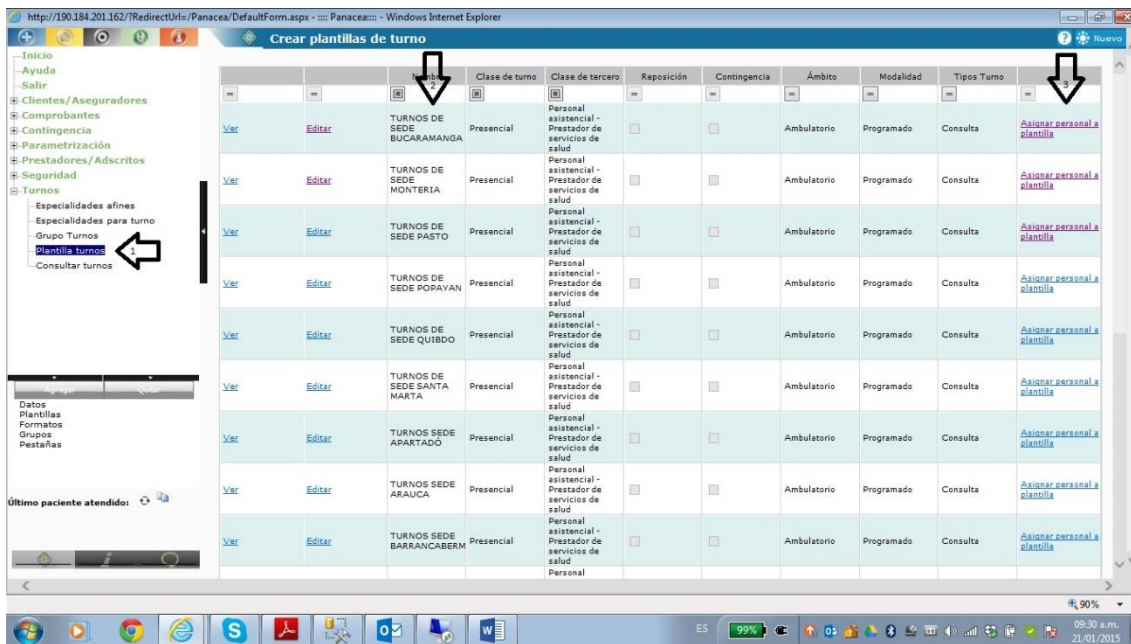 http://190.184.201.162/?RedirectUrl=/Panacea/DefaultForm.aspx - :::: Panacea:::: - Windows Internet Explorer
Crear plantillas de turno
Nuevo
Inicio
Ayuda
Salir
Clientes/Aseguradores
Comprobantes
Contingencia
Parametrización
Prestadores/Adscritos
Seguridad
Turnos
Especialidades afines
Especialidades para turno
Grupo Turnos
Plantilla turnos 1
Consultar turnos
Agregar Quitar
Datos
Plantillas
Formatos
Grupos
Pestañas
Último paciente atendido:
2 Clase de turno Clase de tercero Reposición Contingencia Ámbito Modalidad Tipos Turno 3
Ver Editar TURNOS DE SEDE BUCARAMANGA Presencial Personal asistencial - Prestador de servicios de salud Ambulatorio Programado Consulta Asignar personal a plantilla
Ver Editar TURNOS DE SEDE MONTERIA Presencial Personal asistencial - Prestador de servicios de salud Ambulatorio Programado Consulta Asignar personal a plantilla
Ver Editar TURNOS DE SEDE PASTO Presencial Personal asistencial - Prestador de servicios de salud Ambulatorio Programado Consulta Asignar personal a plantilla
Ver Editar TURNOS DE SEDE POPAYAN Presencial Personal asistencial - Prestador de servicios de salud Ambulatorio Programado Consulta Asignar personal a plantilla
Ver Editar TURNOS DE SEDE QUIBDO Presencial Personal asistencial - Prestador de servicios de salud Ambulatorio Programado Consulta Asignar personal a plantilla
Ver Editar TURNOS DE SEDE SANTA MARTA Presencial Personal asistencial - Prestador de servicios de salud Ambulatorio Programado Consulta Asignar personal a plantilla
Ver Editar TURNOS SEDE APARTADÓ Presencial Personal asistencial - Prestador de servicios de salud Ambulatorio Programado Consulta Asignar personal a plantilla
Ver Editar TURNOS SEDE ARAUCA Presencial Personal asistencial - Prestador de servicios de salud Ambulatorio Programado Consulta Asignar personal a plantilla
Ver Editar TURNOS SEDE BARRANCABERM Presencial Personal asistencial - Prestador de servicios de salud Ambulatorio Programado Consulta Asignar personal a plantilla
Personal
90%
ES 99% 09:30 a.m.
21/01/2015